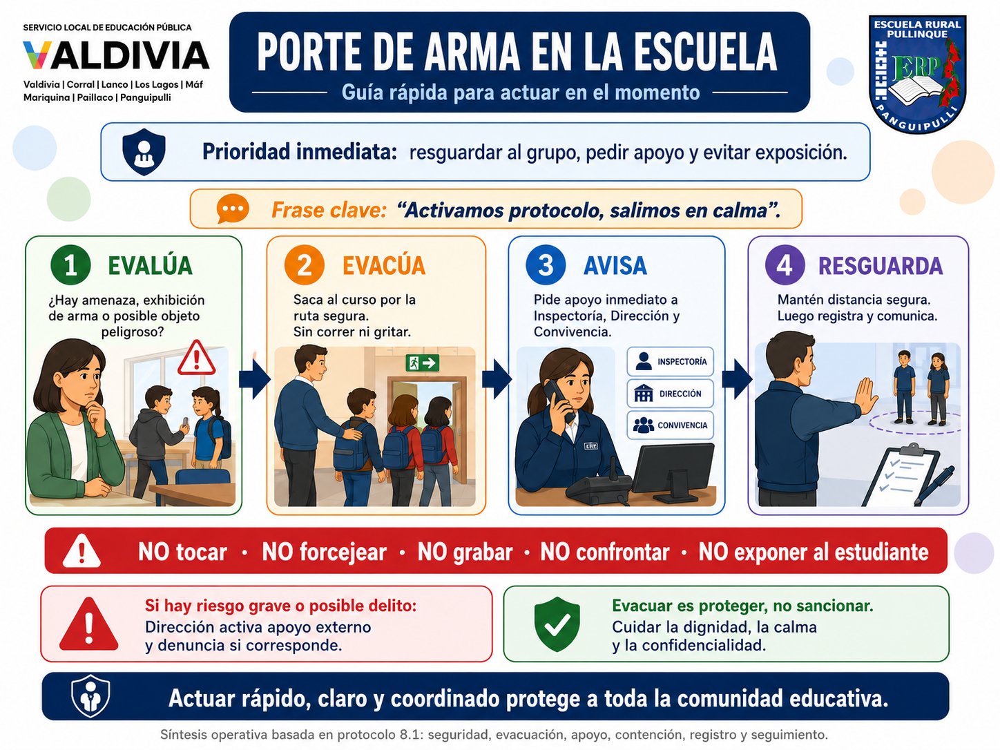 SERVICIO LOCAL DE EDUCACIÓN PÚBLICA
VALDIVIA
Valdivia | Corral | Lanco | Los Lagos | Máf
Mariquina | Paillaco | Panguipulli
PORTE DE ARMA EN LA ESCUELA
Guía rápida para actuar en el momento
ESCUELA RURAL
PULLINQUE
ERP
PANGUIPULLI
Prioridad inmediata: resguardar al grupo, pedir apoyo y evitar exposición.
Frase clave: “Activamos protocolo, salimos en calma”.
1 EVALÚA
¿Hay amenaza, exhibición
de arma o posible objeto
peligroso?
2 EVACÚA
Saca al curso por la
ruta segura.
Sin correr ni gritar.
3 AVISA
Pide apoyo inmediato a
Inspectoría, Dirección y
Convivencia.
INSPECTORÍA
DIRECCIÓN
CONVIVENCIA
ERP
4 RESGUARDA
Mantén distancia segura.
Luego registra y comunica.
NO tocar · NO forcejear · NO grabar · NO confrontar · NO exponer al estudiante
Si hay riesgo grave o posible delito:
Dirección activa apoyo externo
y denuncia si corresponde.
Evacuar es proteger, no sancionar.
Cuidar la dignidad, la calma
y la confidencialidad.
Actuar rápido, claro y coordinado protege a toda la comunidad educativa.
Síntesis operativa basada en protocolo 8.1: seguridad, evacuación, apoyo, contención, registro y seguimiento.